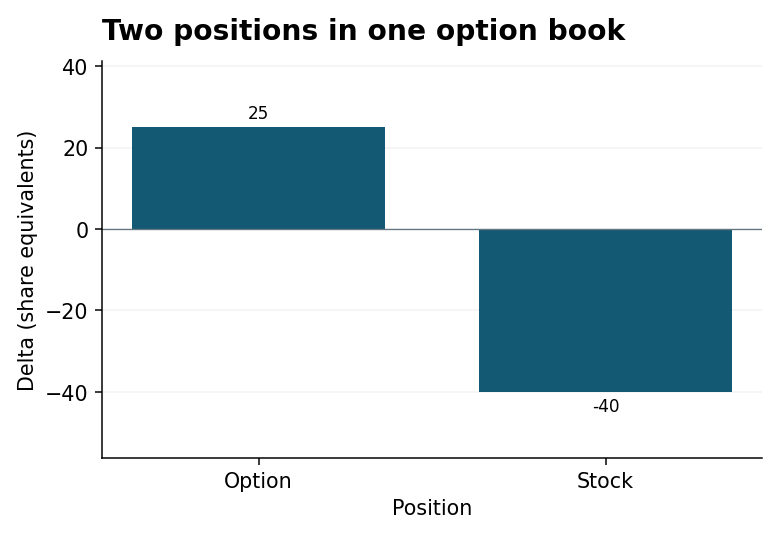 Two positions in one option book
Delta (share equivalents)
40
20
0
−20
−40
25
-40
Option
Stock
Position